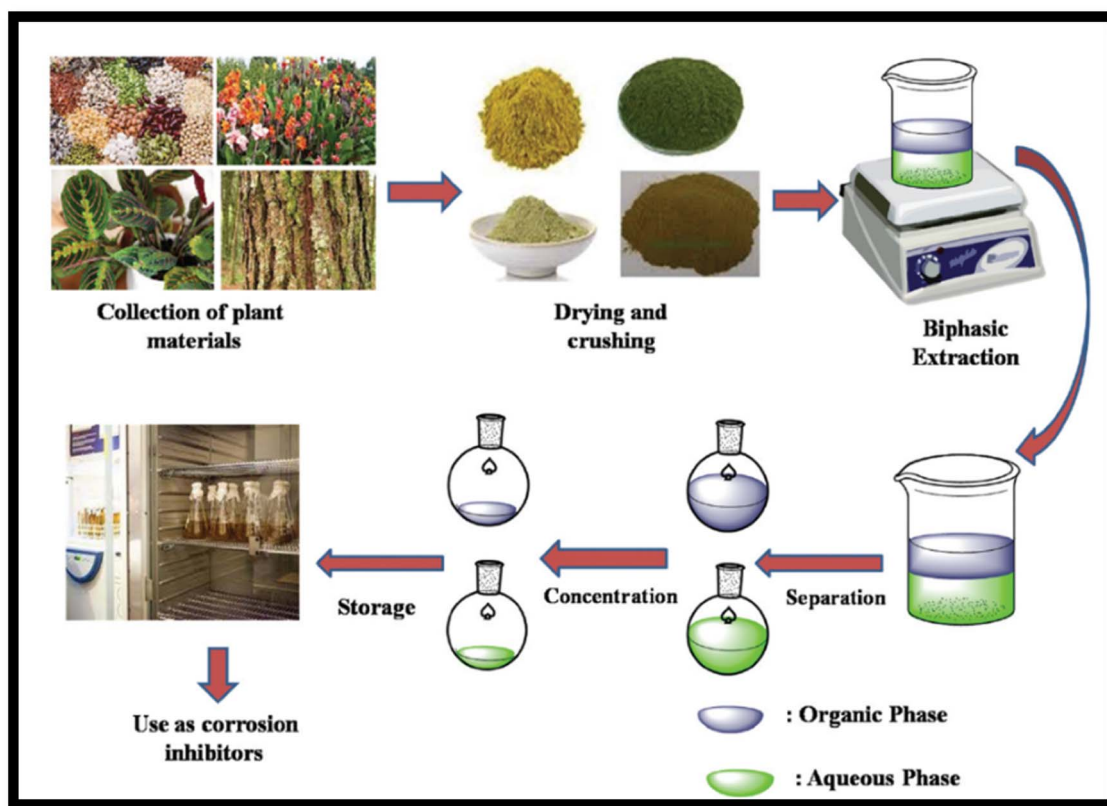 Collection of plant
materials
Drying and
crushing
Biphasic
Extraction
Separation
Concentration
Storage
Use as corrosion
inhibitors
: Organic Phase
: Aqueous Phase